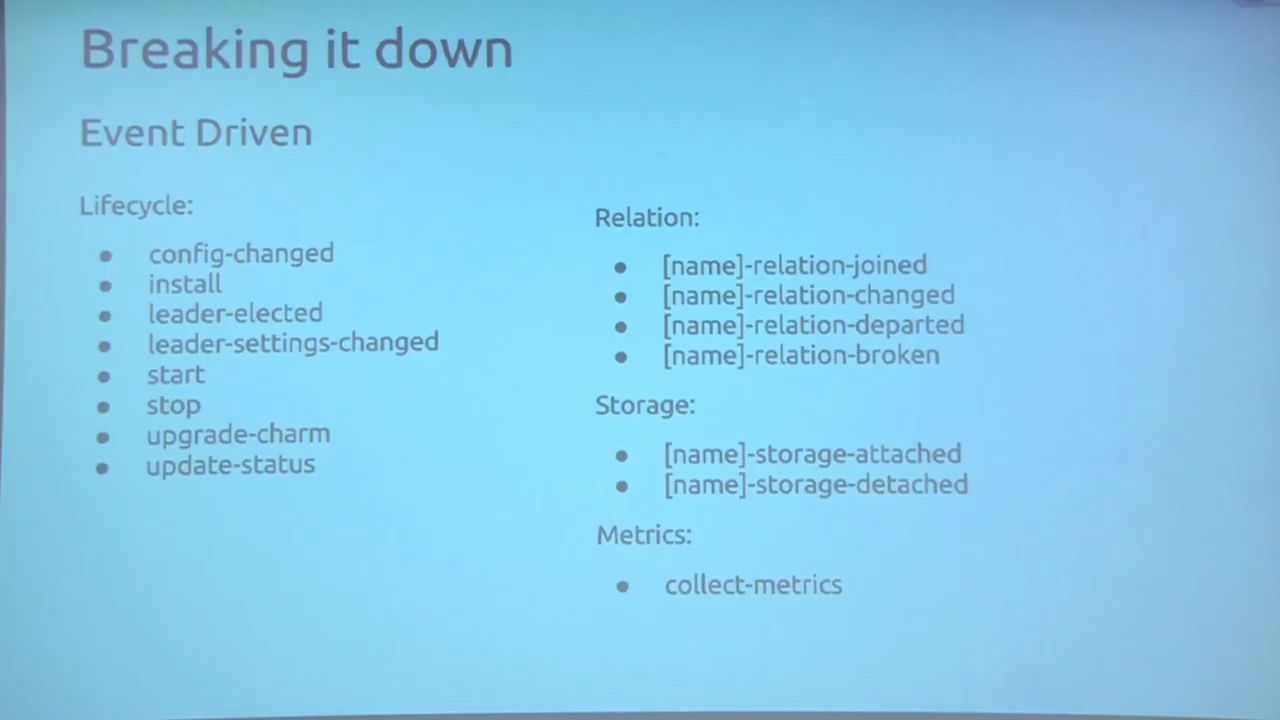 Breaking it down
Event Driven
Lifecycle:
● config-changed
● install
● leader-elected
● leader-settings-changed
● start
● stop
● upgrade-charm
● update-status
Relation:
● [name]-relation-joined
● [name]-relation-changed
● [name]-relation-departed
● [name]-relation-broken
Storage:
● [name]-storage-attached
● [name]-storage-detached
Metrics:
● collect-metrics